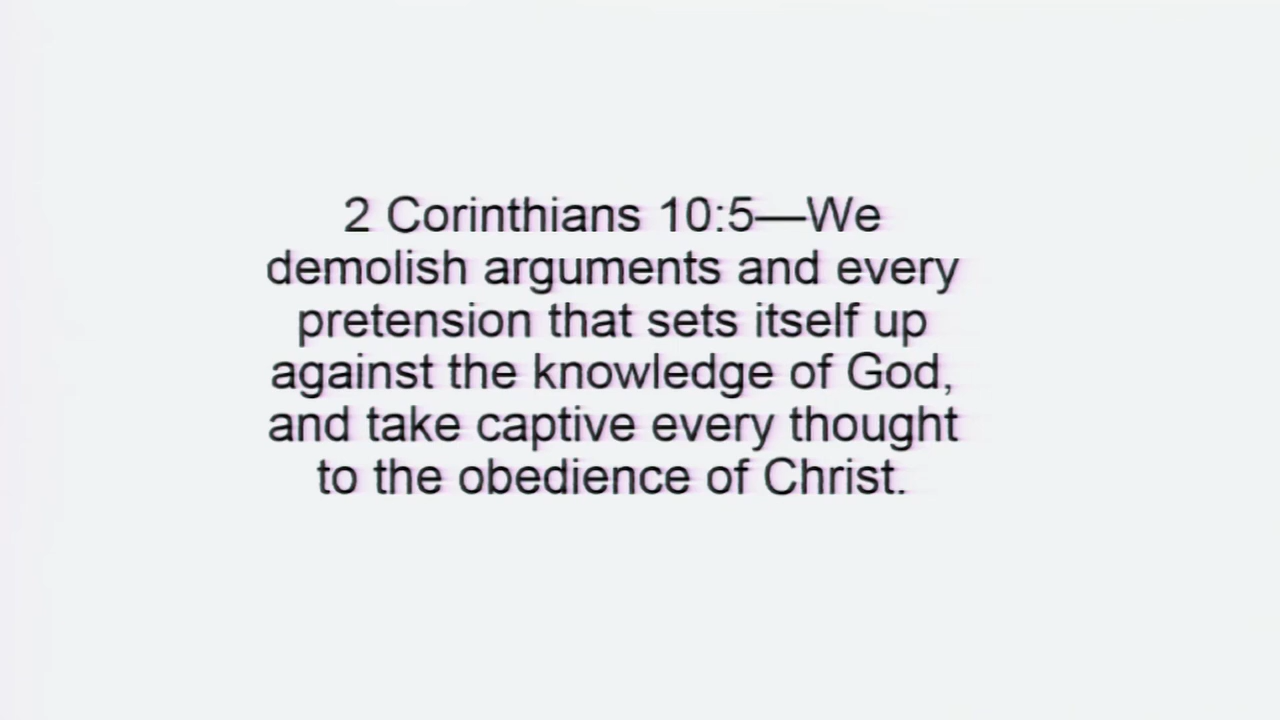 2 Corinthians 10:5—We
demolish arguments and every
pretension that sets itself up
against the knowledge of God,
and take captive every thought
to the obedience of Christ.